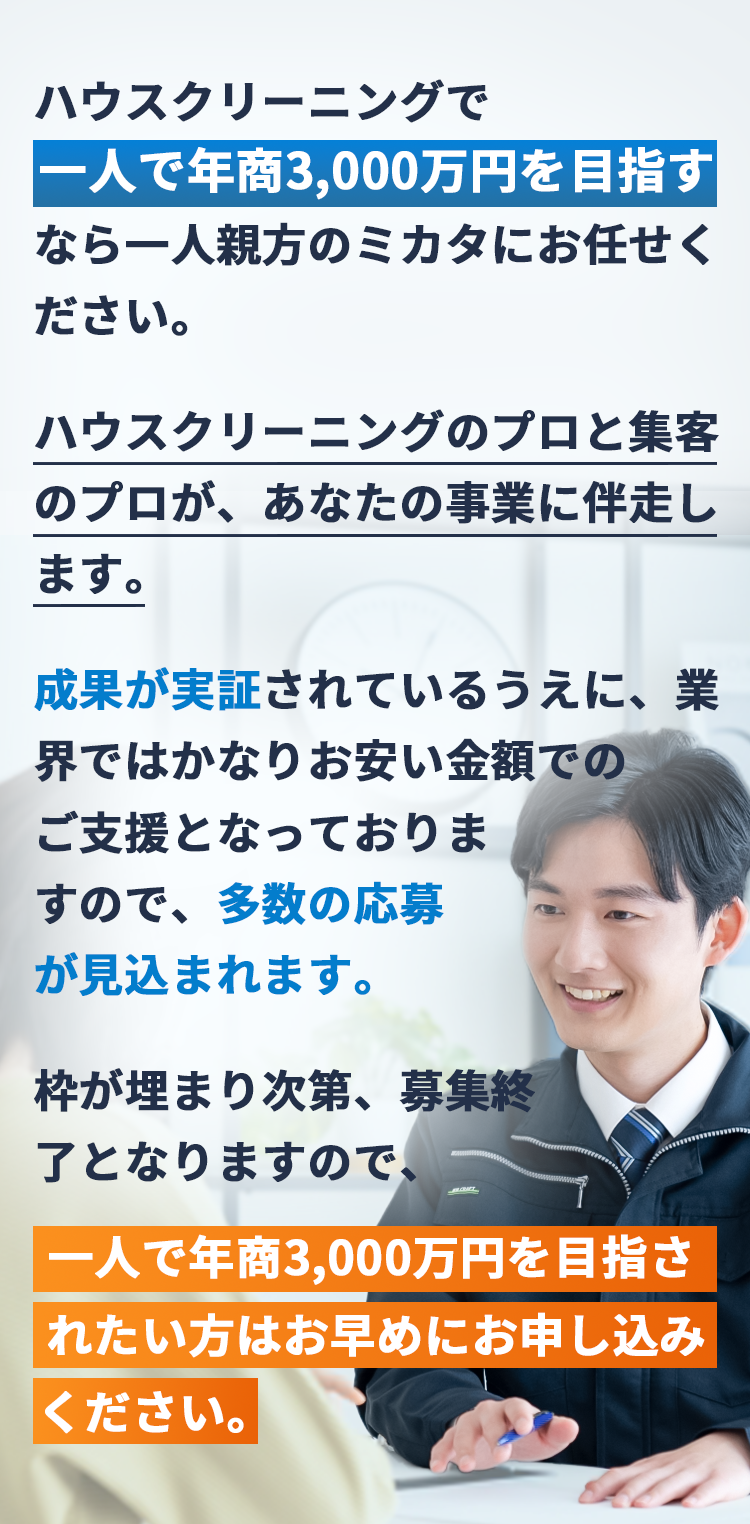 ハウスクリーニングで
一人で年商3,000万円を目指す
なら一人親方のミカタにお任せく
ださい。
ハウスクリーニングのプロと集客
のプロが、あなたの事業に伴走し
ます。
成果が実証されているうえに、業
界ではかなりお安い金額での
ご支援となっておりま
すので、多数の応募
が見込まれます。
枠が埋まり次第、募集終
了となりますので、
一人で年商3,000万円を目指さ
れたい方はお早めにお申し込み
ください。